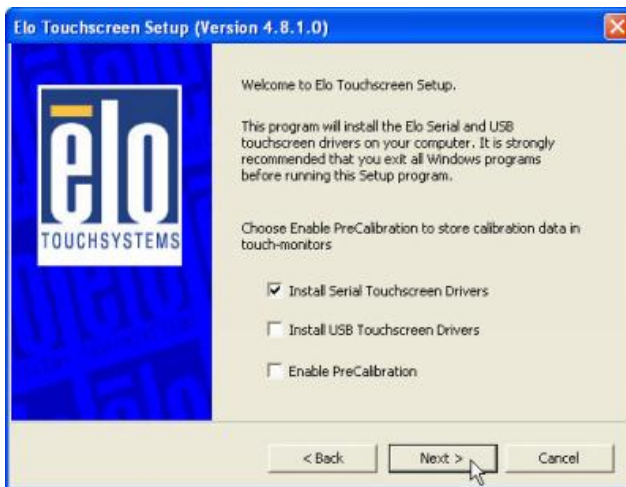 Elo Touchscreen Setup (Version 4.8.1.0)
elo
TOUCHSYSTEMS
Welcome to Elo Touchscreen Setup.
This program will install the Elo Serial and USB
touchscreen drivers on your computer. It is strongly
recommended that you exit all Windows programs
before running this Setup program.
Choose Enable PreCalibration to store calibration data in
touch-monitors
Install Serial Touchscreen Drivers
Install USB Touchscreen Drivers
Enable PreCalibration
< Back
Next >
Cancel